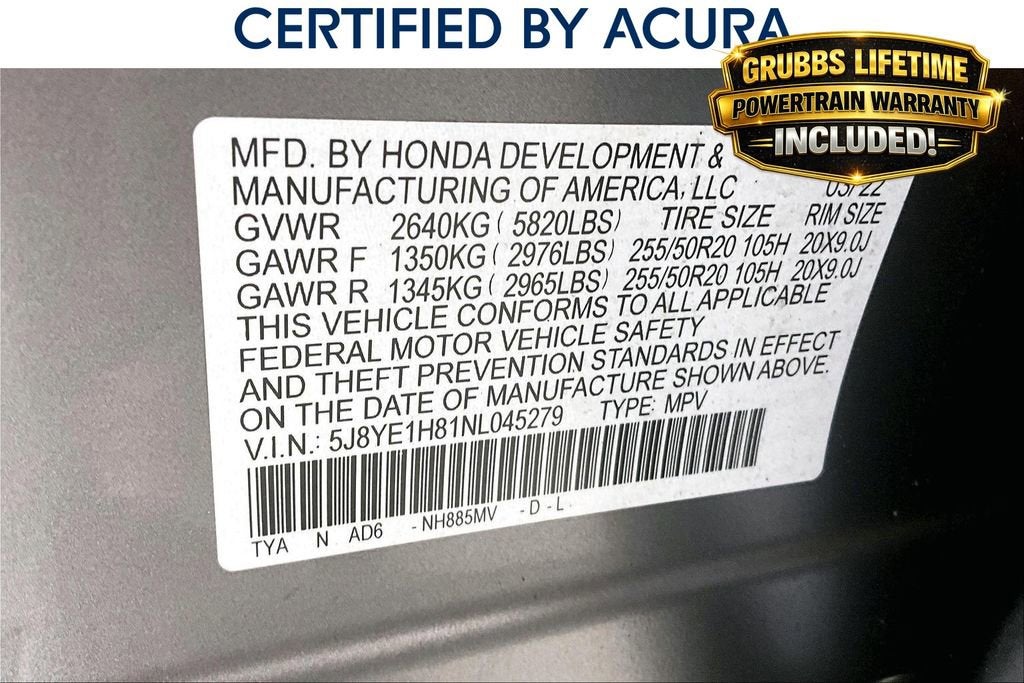 CERTIFIED BY ACURA
GRUBBS LIFETIME
POWERTRAIN WARRANTY
INCLUDED!
MFD. BY HONDA DEVELOPMENT &
MANUFACTURING OF AMERICA, LLC 03/22
GVWR 2640KG ( 5820LBS) TIRE SIZE RIM SIZE
GAWR F 1350KG ( 2976LBS) 255/50R20 105H 20X9.0J
GAWR R 1345KG ( 2965LBS) 255/50R20 105H 20X9.0J
THIS VEHICLE CONFORMS TO ALL APPLICABLE
FEDERAL MOTOR VEHICLE SAFETY
AND THEFT PREVENTION STANDARDS IN EFFECT
ON THE DATE OF MANUFACTURE SHOWN ABOVE.
V.I.N.: 5J8YE1H81NL045279 TYPE: MPV
TYA N AD6 -NH885MV -D-L